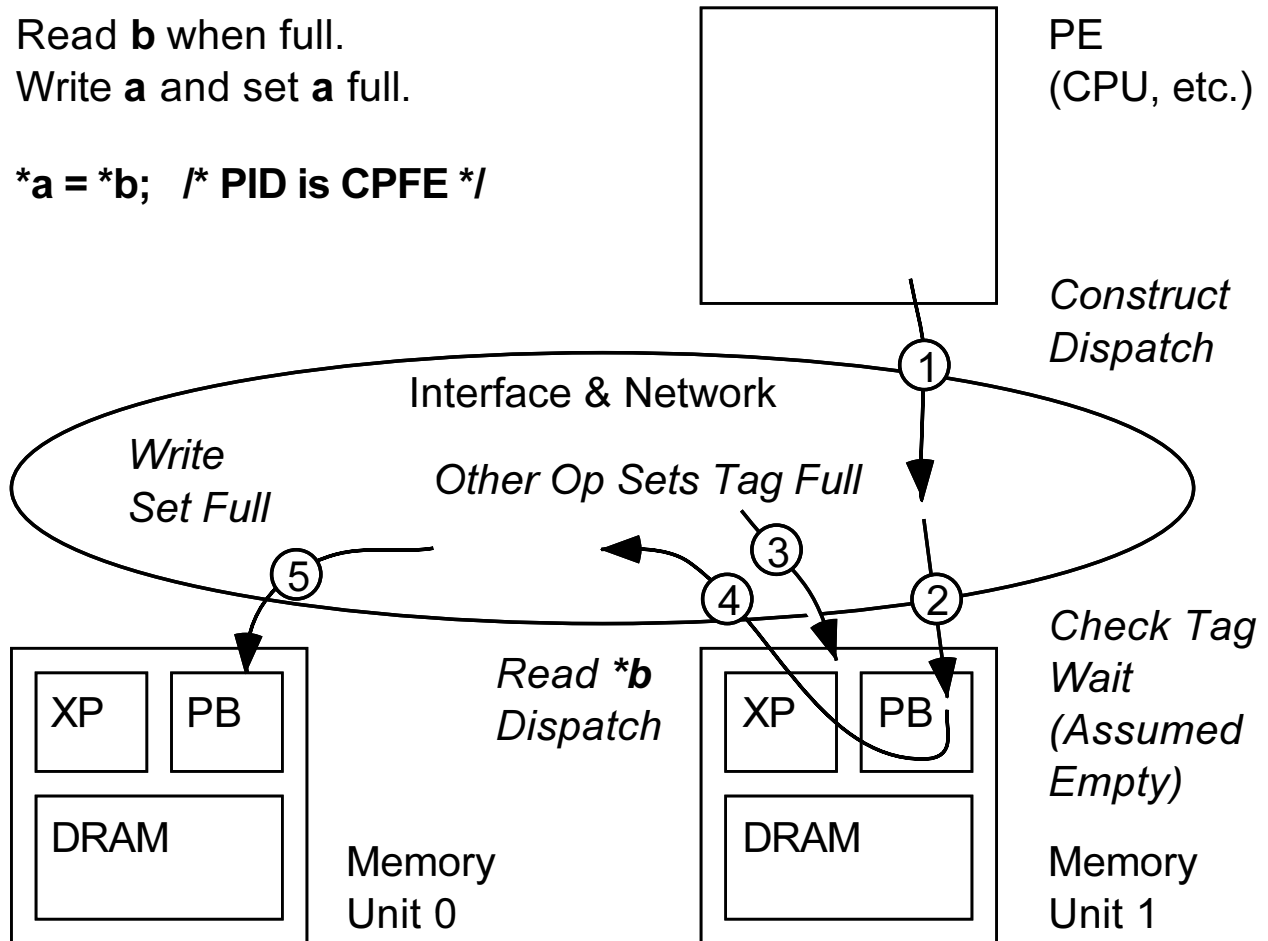 Read b when full.
Write a and set a full.
*a = *b;   /* PID is CPFE */
PE
(CPU, etc.)
Construct
Dispatch
1
Interface & Network
Write
Set Full
Other Op Sets Tag Full
3
5
4
2
Check Tag
Wait
(Assumed
Empty)
Read *b
Dispatch
XP
PB
DRAM
Memory
Unit 0
XP
PB
DRAM
Memory
Unit 1